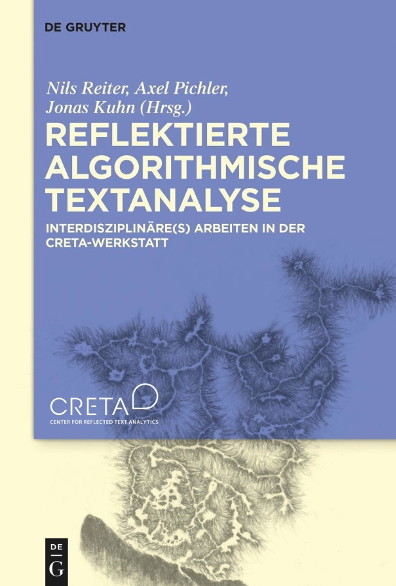 DE GRUYTER
Nils Reiter, Axel Pichler,
Jonas Kuhn (Hrsg.)
REFLEKTIERTE
ALGORITHMISCHE
TEXTANALYSE
INTERDISZIPLINÄRE(S) ARBEITEN IN DER
CRETA-WERKSTATT
CRETA
CENTER FOR REFLECTED TEXT ANALYTICS
DE
G